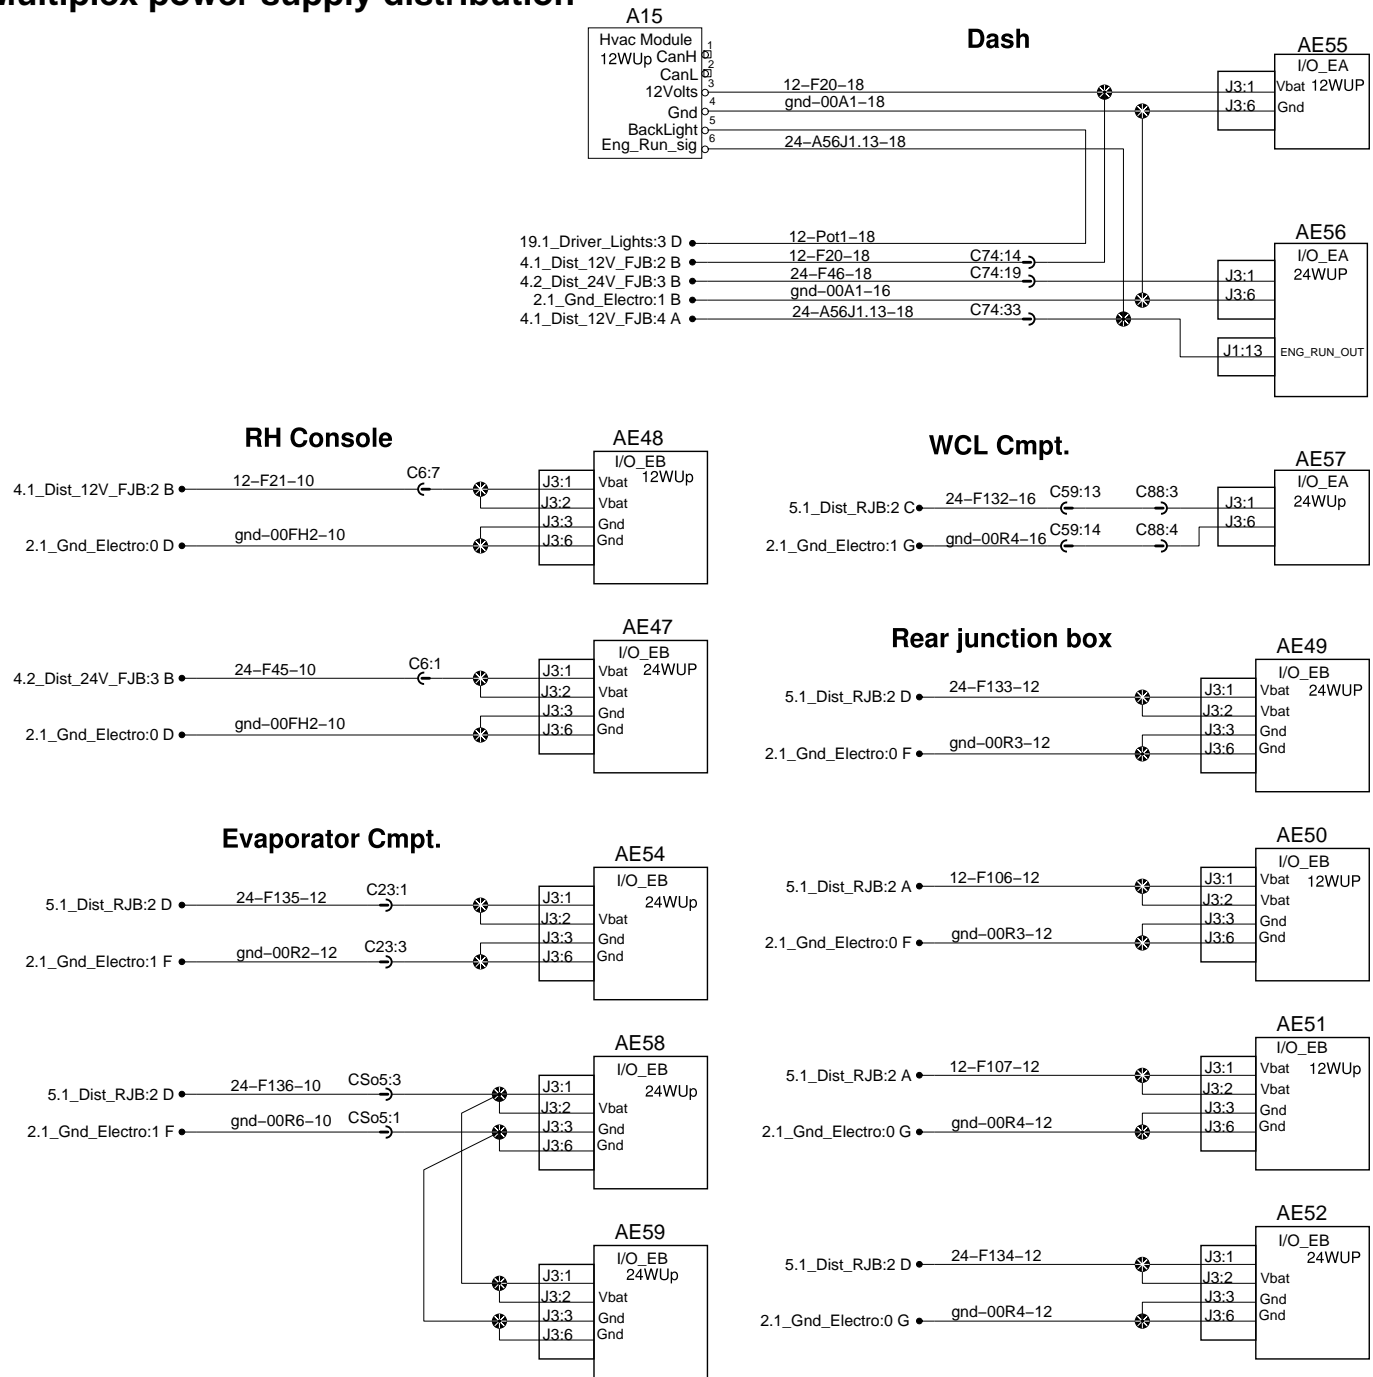 Multiplex power supply distribution
A15
Hvac Module
12WUp
CanH 1
CanL 2
12Volts 3
Gnd 4
BackLight 5
Eng_Run_sig 6
12-F20-18
gnd-00A1-18
24-A56J1.13-18
Dash
AE55
I/O_EA
J3:1 Vbat 12WUP
J3:6 Gnd
19.1_Driver_Lights:3 D 12-Pot1-18
4.1_Dist_12V_FJB:2 B 12-F20-18 C74:14
4.2_Dist_24V_FJB:3 B 24-F46-18 C74:19
2.1_Gnd_Electro:1 B gnd-00A1-16
4.1_Dist_12V_FJB:4 A 24-A56J1.13-18 C74:33
AE56
I/O_EA
24WUP
J3:1
J3:6
J1:13 ENG_RUN_OUT
RH Console
AE48
I/O_EB
12WUp
4.1_Dist_12V_FJB:2 B 12-F21-10 C6:7
2.1_Gnd_Electro:0 D gnd-00FH2-10
J3:1 Vbat
J3:2 Vbat
J3:3 Gnd
J3:6 Gnd
AE47
I/O_EB
24WUP
4.2_Dist_24V_FJB:3 B 24-F45-10 C6:1
2.1_Gnd_Electro:0 D gnd-00FH2-10
J3:1 Vbat
J3:2 Vbat
J3:3 Gnd
J3:6 Gnd
WCL Cmpt.
AE57
I/O_EA
24WUp
5.1_Dist_RJB:2 C 24-F132-16 C59:13 C88:3
2.1_Gnd_Electro:1 G gnd-00R4-16 C59:14 C88:4
J3:1
J3:6
Rear junction box
AE49
I/O_EB
24WUP
5.1_Dist_RJB:2 D 24-F133-12
2.1_Gnd_Electro:0 F gnd-00R3-12
J3:1 Vbat
J3:2 Vbat
J3:3 Gnd
J3:6 Gnd
Evaporator Cmpt.
AE54
I/O_EB
24WUp
5.1_Dist_RJB:2 D 24-F135-12 C23:1
2.1_Gnd_Electro:1 F gnd-00R2-12 C23:3
J3:1
J3:2 Vbat
J3:3 Gnd
J3:6 Gnd
AE50
I/O_EB
12WUP
5.1_Dist_RJB:2 A 12-F106-12
2.1_Gnd_Electro:0 F gnd-00R3-12
J3:1 Vbat
J3:2 Vbat
J3:3 Gnd
J3:6 Gnd
AE58
I/O_EB
24WUp
5.1_Dist_RJB:2 D 24-F136-10 CSo5:3
2.1_Gnd_Electro:1 F gnd-00R6-10 CSo5:1
J3:1
J3:2 Vbat
J3:3 Gnd
J3:6 Gnd
AE51
I/O_EB
12WUp
5.1_Dist_RJB:2 A 12-F107-12
2.1_Gnd_Electro:0 G gnd-00R4-12
J3:1 Vbat
J3:2 Vbat
J3:3 Gnd
J3:6 Gnd
AE59
I/O_EB
24WUp
J3:1
J3:2 Vbat
J3:3 Gnd
J3:6 Gnd
AE52
I/O_EB
24WUP
5.1_Dist_RJB:2 D 24-F134-12
2.1_Gnd_Electro:0 G gnd-00R4-12
J3:1
J3:2 Vbat
J3:3 Gnd
J3:6 Gnd